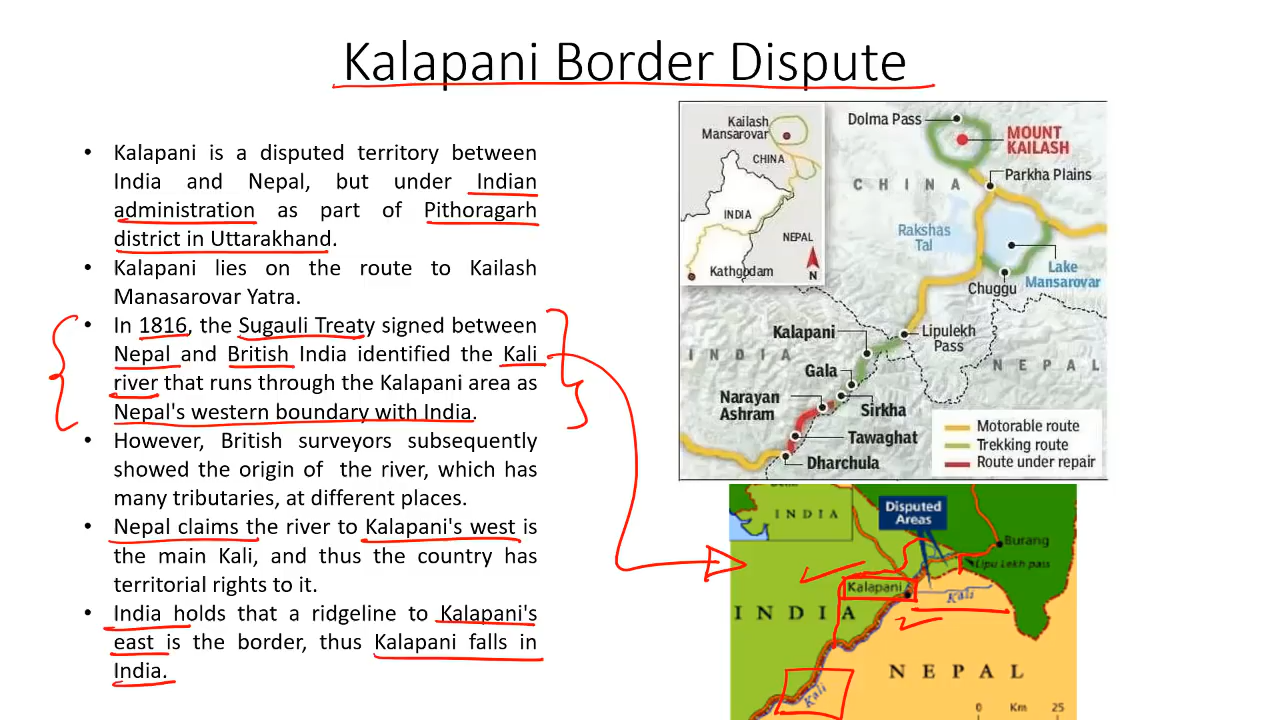 Kalapani Border Dispute
• Kalapani is a disputed territory between
India and Nepal, but under Indian
administration as part of Pithoragarh
district in Uttarakhand.
• Kalapani lies on the route to Kailash
Manasarovar Yatra.
• In 1816, the Sugauli Treaty signed between
Nepal and British India identified the Kali
river that runs through the Kalapani area as
Nepal's western boundary with India.
• However, British surveyors subsequently
showed the origin of the river, which has
many tributaries, at different places.
• Nepal claims the river to Kalapani's west is
the main Kali, and thus the country has
territorial rights to it.
• India holds that a ridgeline to Kalapani's
east is the border, thus Kalapani falls in
India.
Kailash
Mansarovar
CHINA
INDIA
NEPAL
N
Kathgodam
Dolma Pass
MOUNT
KAILASH
Parkha Plains
CHINA
Rakshas
Tal
Lake
Mansarovar
Chuggu
Kalapani
Lipulekh
Pass
INDIA
NEPAL
Gala
Narayan
Ashram
Sirkha
Tawaghat
Dharchula
Motorable route
Trekking route
Route under repair
INDIA
Disputed
Areas
Burang
Lipu Lekh pass
Kalapani
Kali
INDIA
NEPAL
Kali
0 Km 25